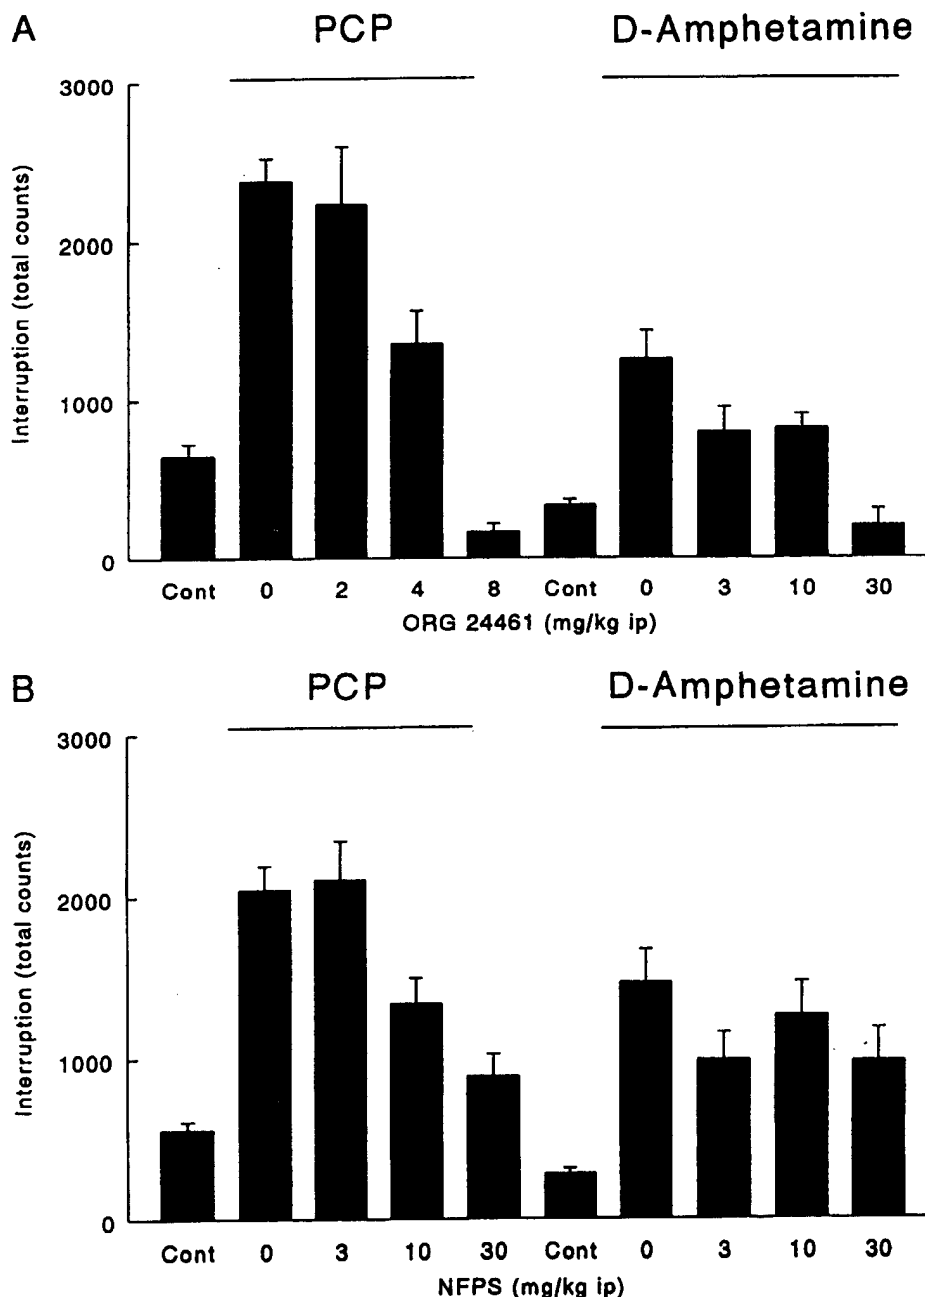 A
PCP
D-Amphetamine
Interruption (total counts)
3000
2000
1000
0
Cont 0 2 4 8 Cont 0 3 10 30
ORG 24461 (mg/kg ip)
B
PCP
D-Amphetamine
Interruption (total counts)
3000
2000
1000
0
Cont 0 3 10 30 Cont 0 3 10 30
NFPS (mg/kg ip)